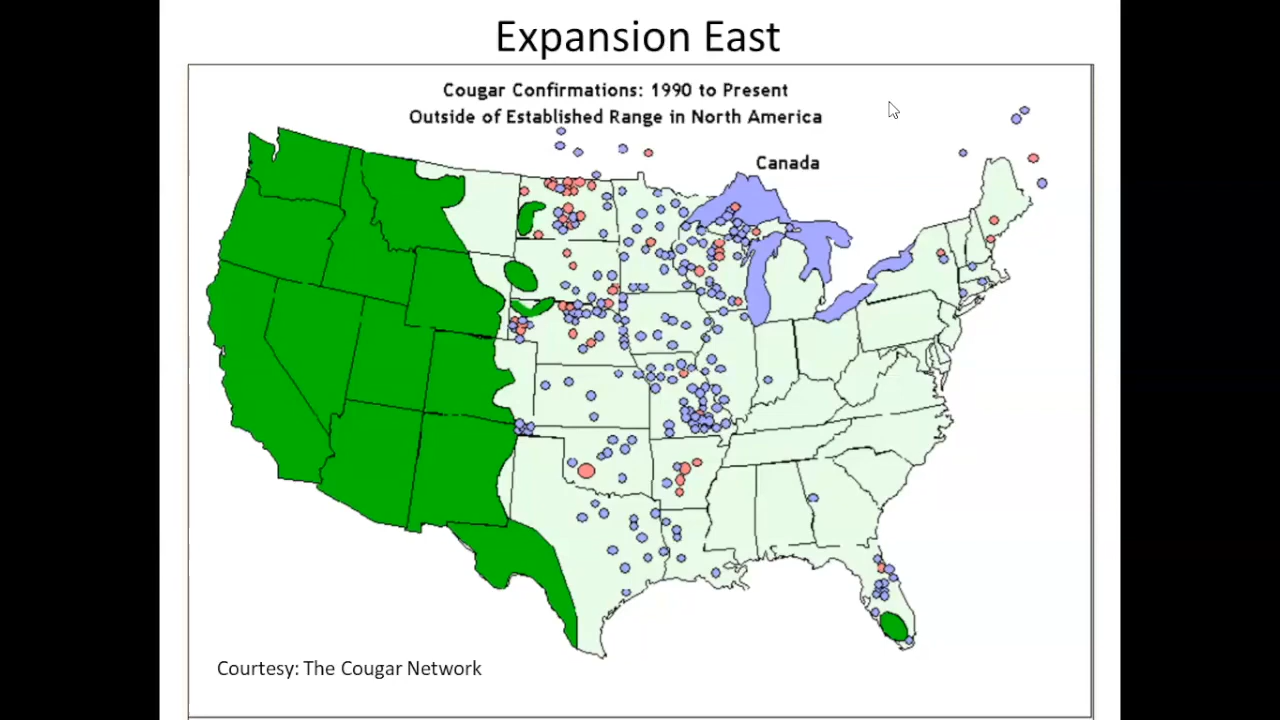 Expansion East
Cougar Confirmations: 1990 to Present
Outside of Established Range in North America
Canada
Courtesy: The Cougar Network